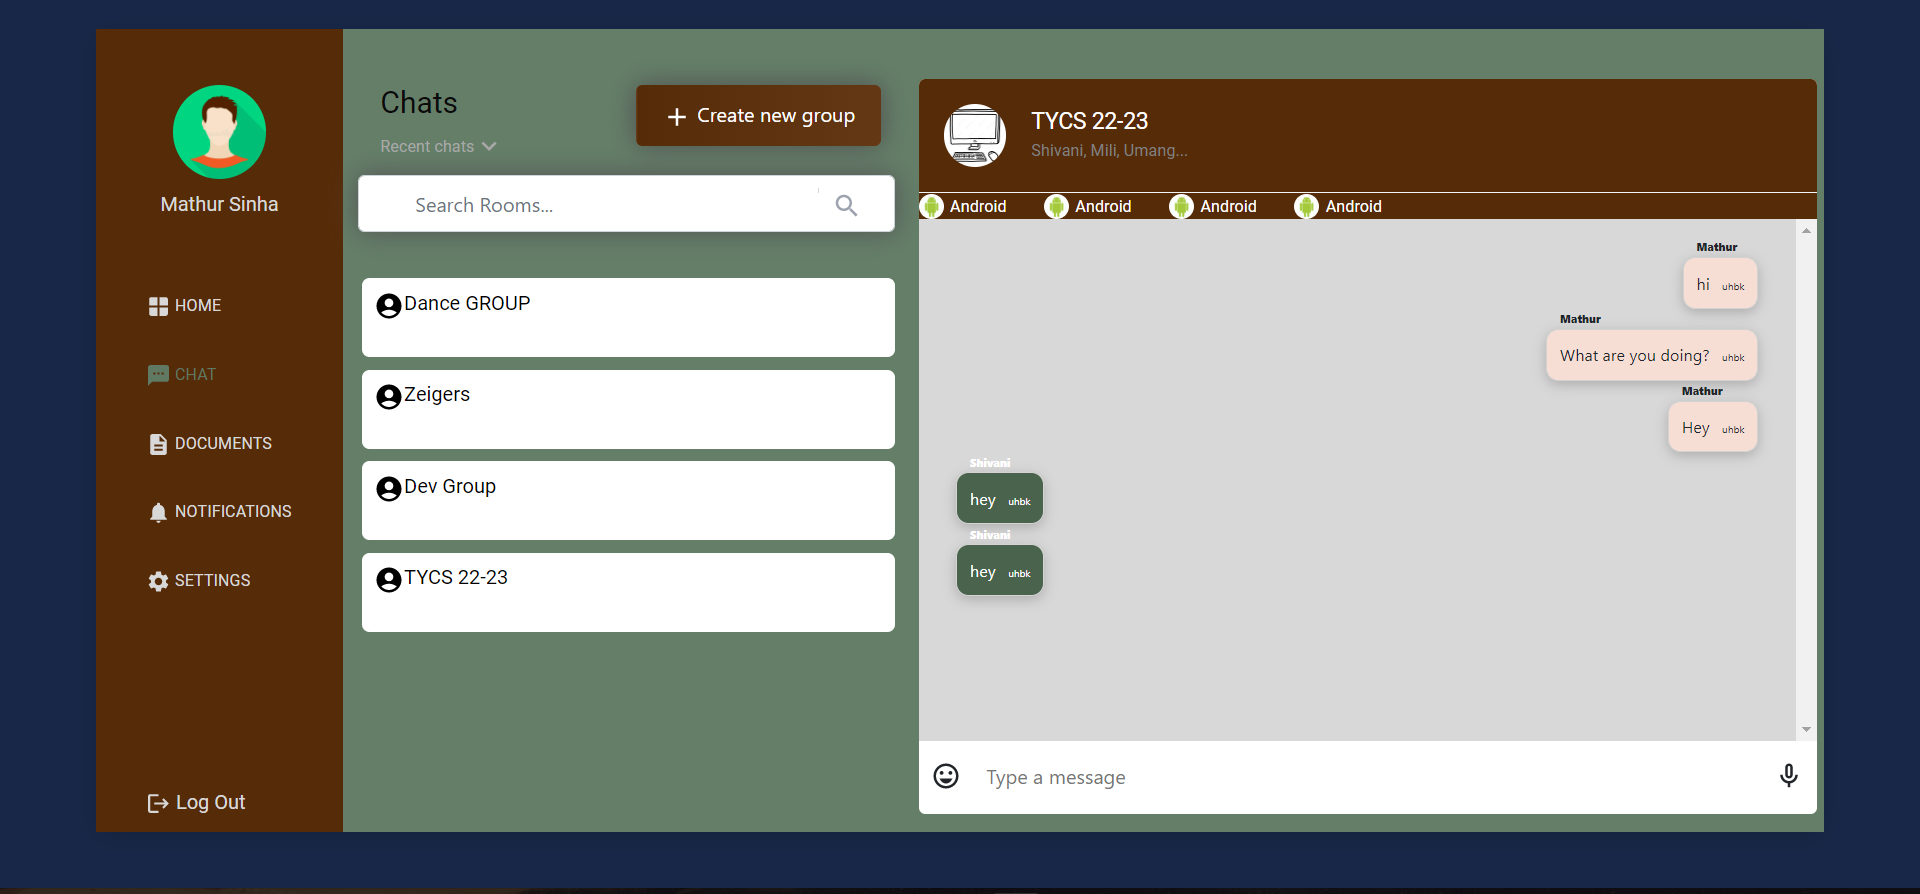 Mathur Sinha
HOME
CHAT
DOCUMENTS
NOTIFICATIONS
SETTINGS
Log Out
Chats
Recent chats
Create new group
Search Rooms...
Dance GROUP
Zeigers
Dev Group
TYCS 22-23
TYCS 22-23
Shivani, Mili, Umang...
Android Android Android Android
Mathur
hi uhbk
Mathur
What are you doing? uhbk
Mathur
Hey uhbk
Shivani
hey uhbk
Shivani
hey uhbk
Type a message